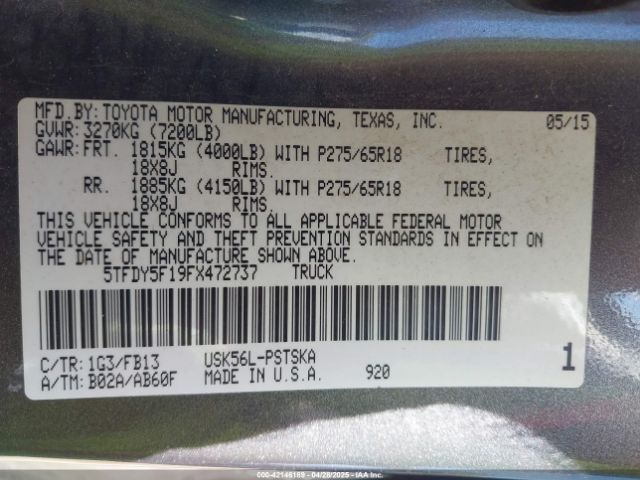 MFD.BY: TOYOTA MOTOR MANUFACTURING, TEXAS, INC. 05/15
GVWR: 3270KG (7200LB)
GAWR: FRT. 1815KG (4000LB) WITH P275/65R18 TIRES,
18X8J RIMS.
RR. 1885KG (4150LB) WITH P275/65R18 TIRES,
18X8J RIMS.
THIS VEHICLE CONFORMS TO ALL APPLICABLE FEDERAL MOTOR
VEHICLE SAFETY AND THEFT PREVENTION STANDARDS IN EFFECT ON
THE DATE OF MANUFACTURE SHOWN ABOVE.
5TFDY5F19FX472737 TRUCK
C/TR: 1G3/FB13 USK56L-PSTSKA
A/TM: B02A/AB60F MADE IN U.S.A. 920 1
000-42146189 04/28/2025 IAA